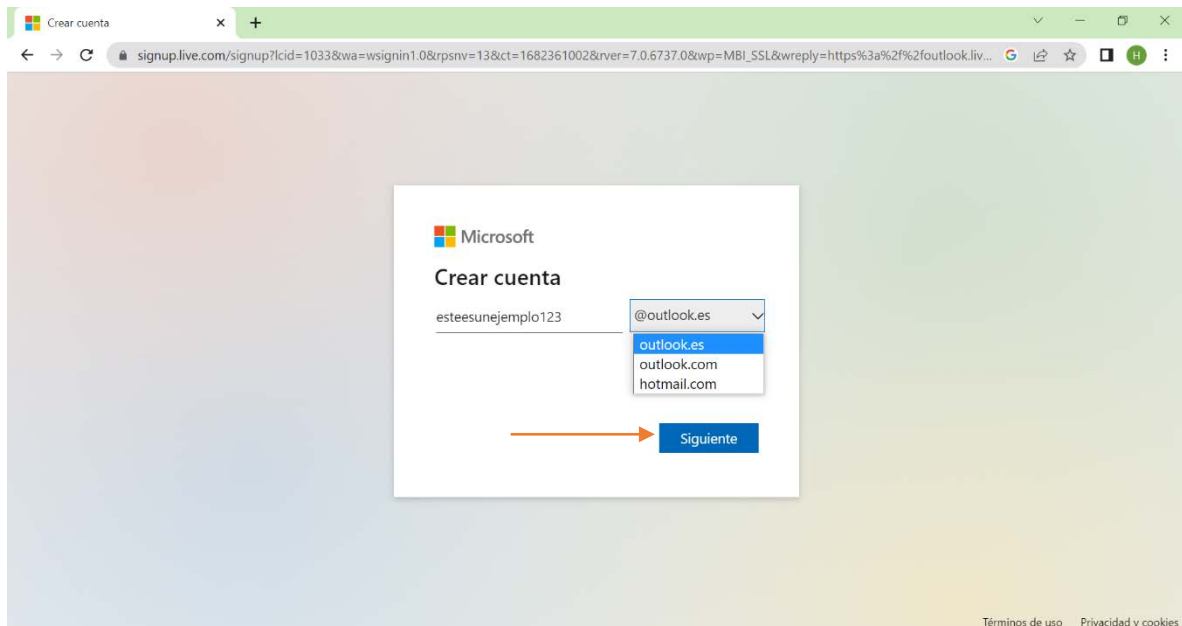 Crear cuenta
signup.live.com/signup?lcid=1033&wa=wsignin1.0&rpsnv=13&ct=1682361002&rver=7.0.6737.0&wp=MBI_SSL&wreply=https%3a%2f%2foutlook.liv...
H
Microsoft
Crear cuenta
esteesunejemplo123 @outlook.es
outlook.es
outlook.com
hotmail.com
Siguiente
Términos de uso Privacidad y cookies